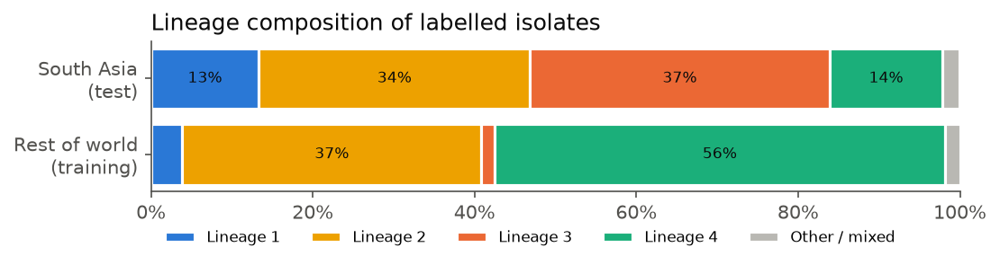 Lineage composition of labelled isolates
South Asia
(test)
13%
34%
37%
14%
Rest of world
(training)
37%
56%
0%
20%
40%
60%
80%
100%
Lineage 1
Lineage 2
Lineage 3
Lineage 4
Other / mixed